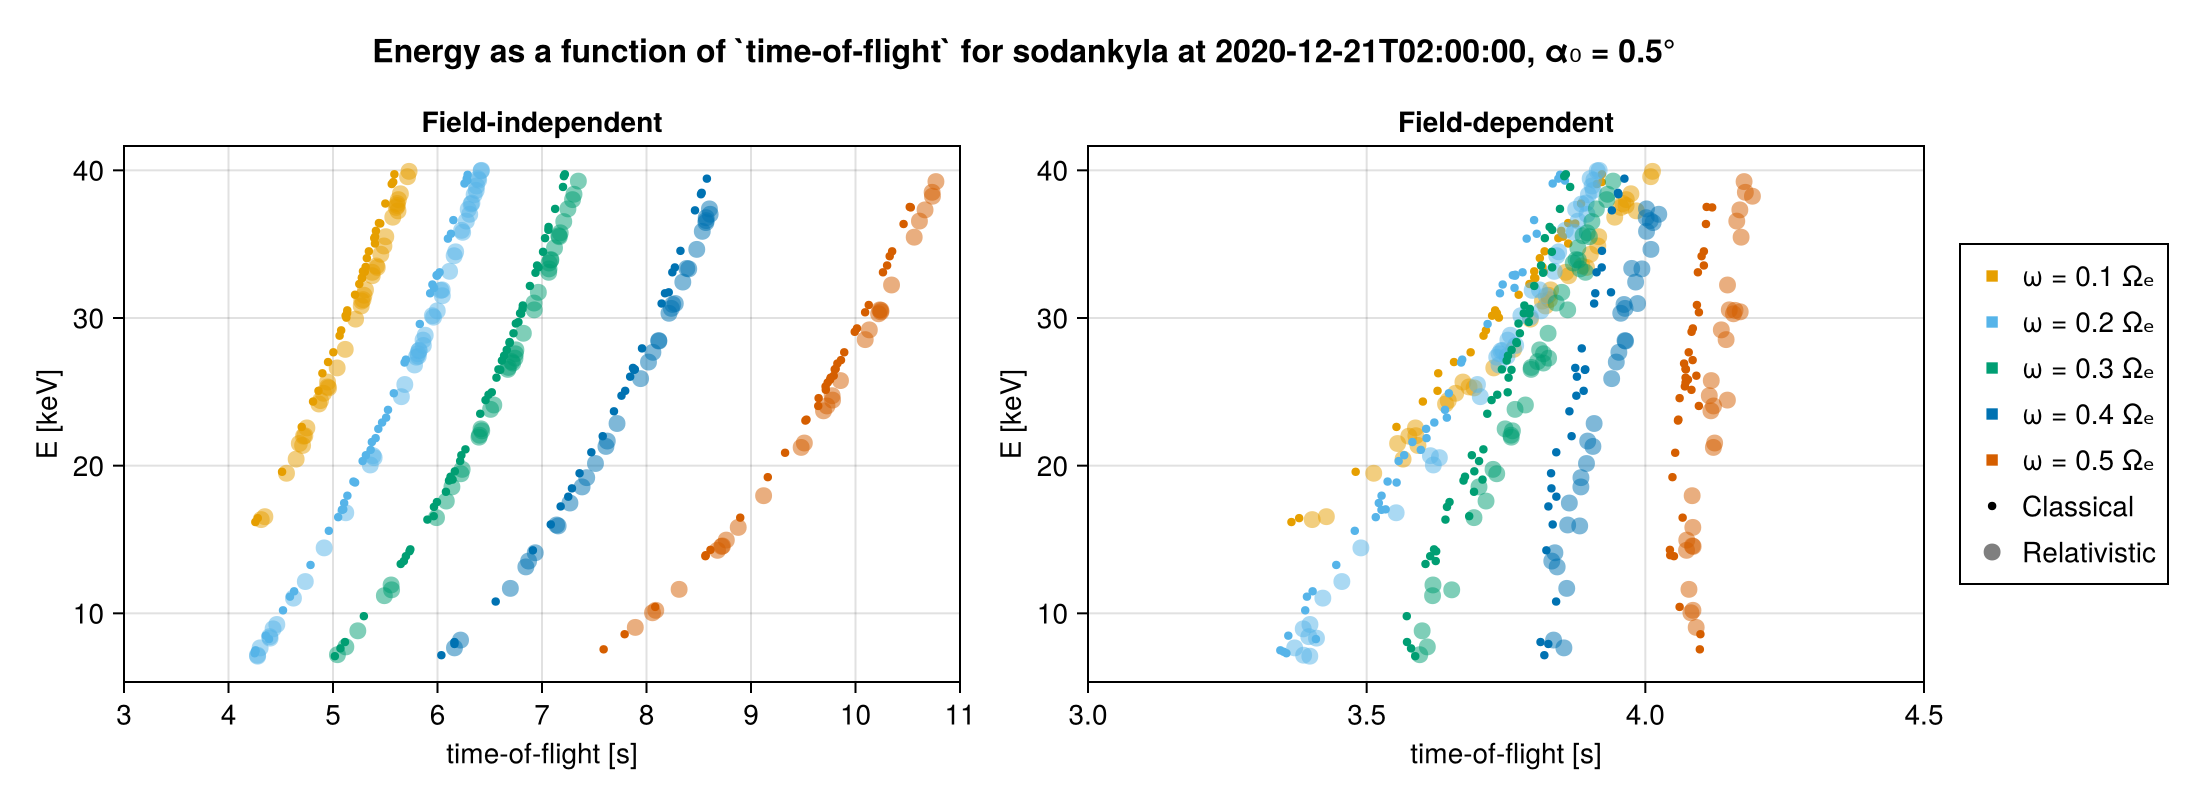 Energy as a function of `time-of-flight` for sodankyla at 2020-12-21T02:00:00, α₀ = 0.5°
Field-independent
E [keV]
40
30
20
10
3 4 5 6 7 8 9 10 11
time-of-flight [s]
Field-dependent
E [keV]
40
30
20
10
3.0 3.5 4.0 4.5
time-of-flight [s]
ω = 0.1 Ωₑ
ω = 0.2 Ωₑ
ω = 0.3 Ωₑ
ω = 0.4 Ωₑ
ω = 0.5 Ωₑ
Classical
Relativistic